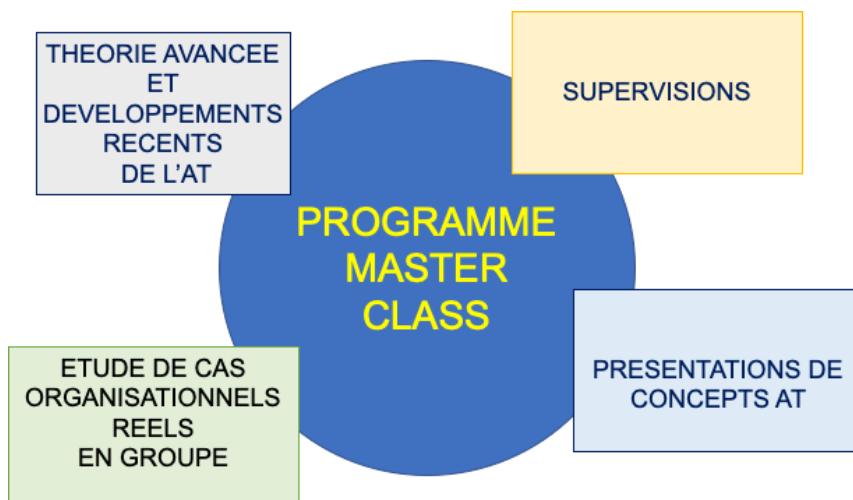 THEORIE AVANCEE
ET
DEVELOPPEMENTS
RECENTS
DE L'AT
SUPERVISIONS
PROGRAMME
MASTER
CLASS
ETUDE DE CAS
ORGANISATIONNELS
REELS
EN GROUPE
PRESENTATIONS DE
CONCEPTS AT